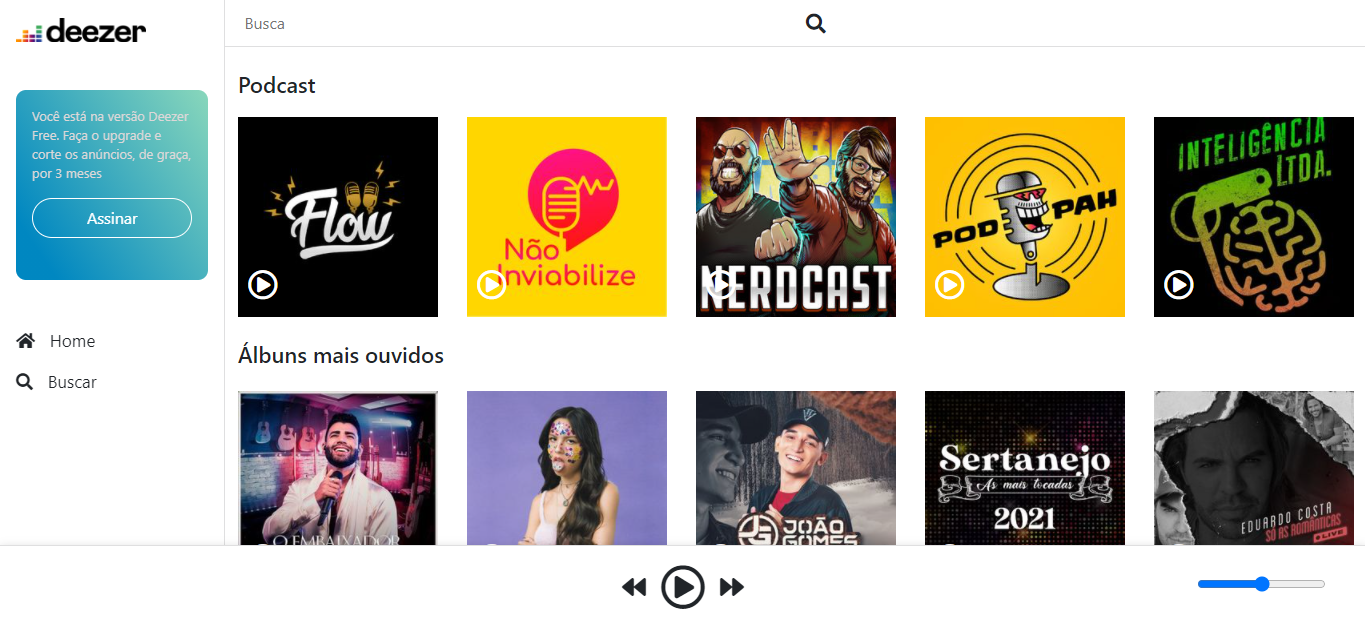 deezer
Busca
Você está na versão Deezer
Free. Faça o upgrade e
corte os anúncios, de graça,
por 3 meses
Assinar
Home
Buscar
Podcast
Flow
Não
Inviabilize
NERDCAST
POD PAH
INTELIGÊNCIA
LTDA.
Álbuns mais ouvidos
O EMBAIXADOR
JG JOÃO
GOMES
Sertanejo
As mais tocadas
2021
EDUARDO COSTA
SÓ AS ROMÂNTICAS
LIVE